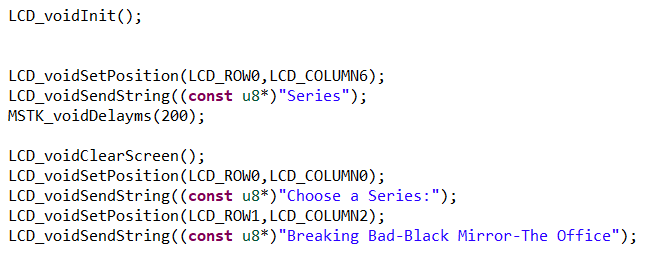 LCD_voidInit();
LCD_voidSetPosition(LCD_ROW0,LCD_COLUMN6);
LCD_voidSendString((const u8*)"Series");
MSTK_voidDelayms(200);
LCD_voidClearScreen();
LCD_voidSetPosition(LCD_ROW0,LCD_COLUMN0);
LCD_voidSendString((const u8*)"Choose a Series:");
LCD_voidSetPosition(LCD_ROW1,LCD_COLUMN2);
LCD_voidSendString((const u8*)"Breaking Bad-Black Mirror-The Office");